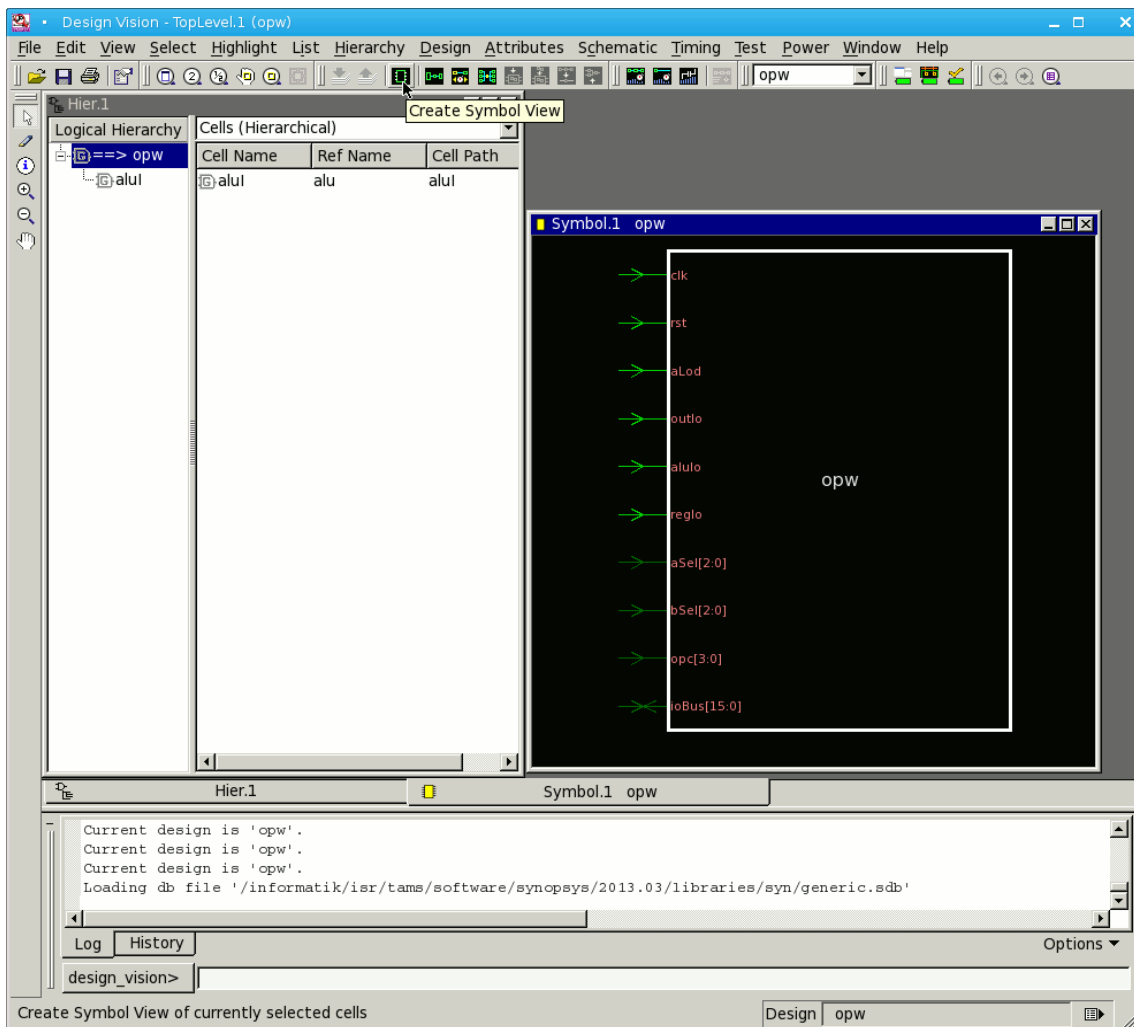 Design Vision - TopLevel.1 (opw)
File Edit View Select Highlight List Hierarchy Design Attributes Schematic Timing Test Power Window Help
opw
Create Symbol View
Hier.1
Logical Hierarchy
==> opw
aluI
Cells (Hierarchical)
Cell Name Ref Name Cell Path
aluI alu aluI
Symbol.1 opw
clk
rst
aLod
outIo
aluIo
regIo
aSel[2:0]
bSel[2:0]
opc[3:0]
ioBus[15:0]
opw
Hier.1
Symbol.1 opw
Current design is 'opw'.
Current design is 'opw'.
Current design is 'opw'.
Loading db file '/informatik/isr/tams/software/synopsys/2013.03/libraries/syn/generic.sdb'
Log History
Options
design_vision>
Create Symbol View of currently selected cells
Design opw